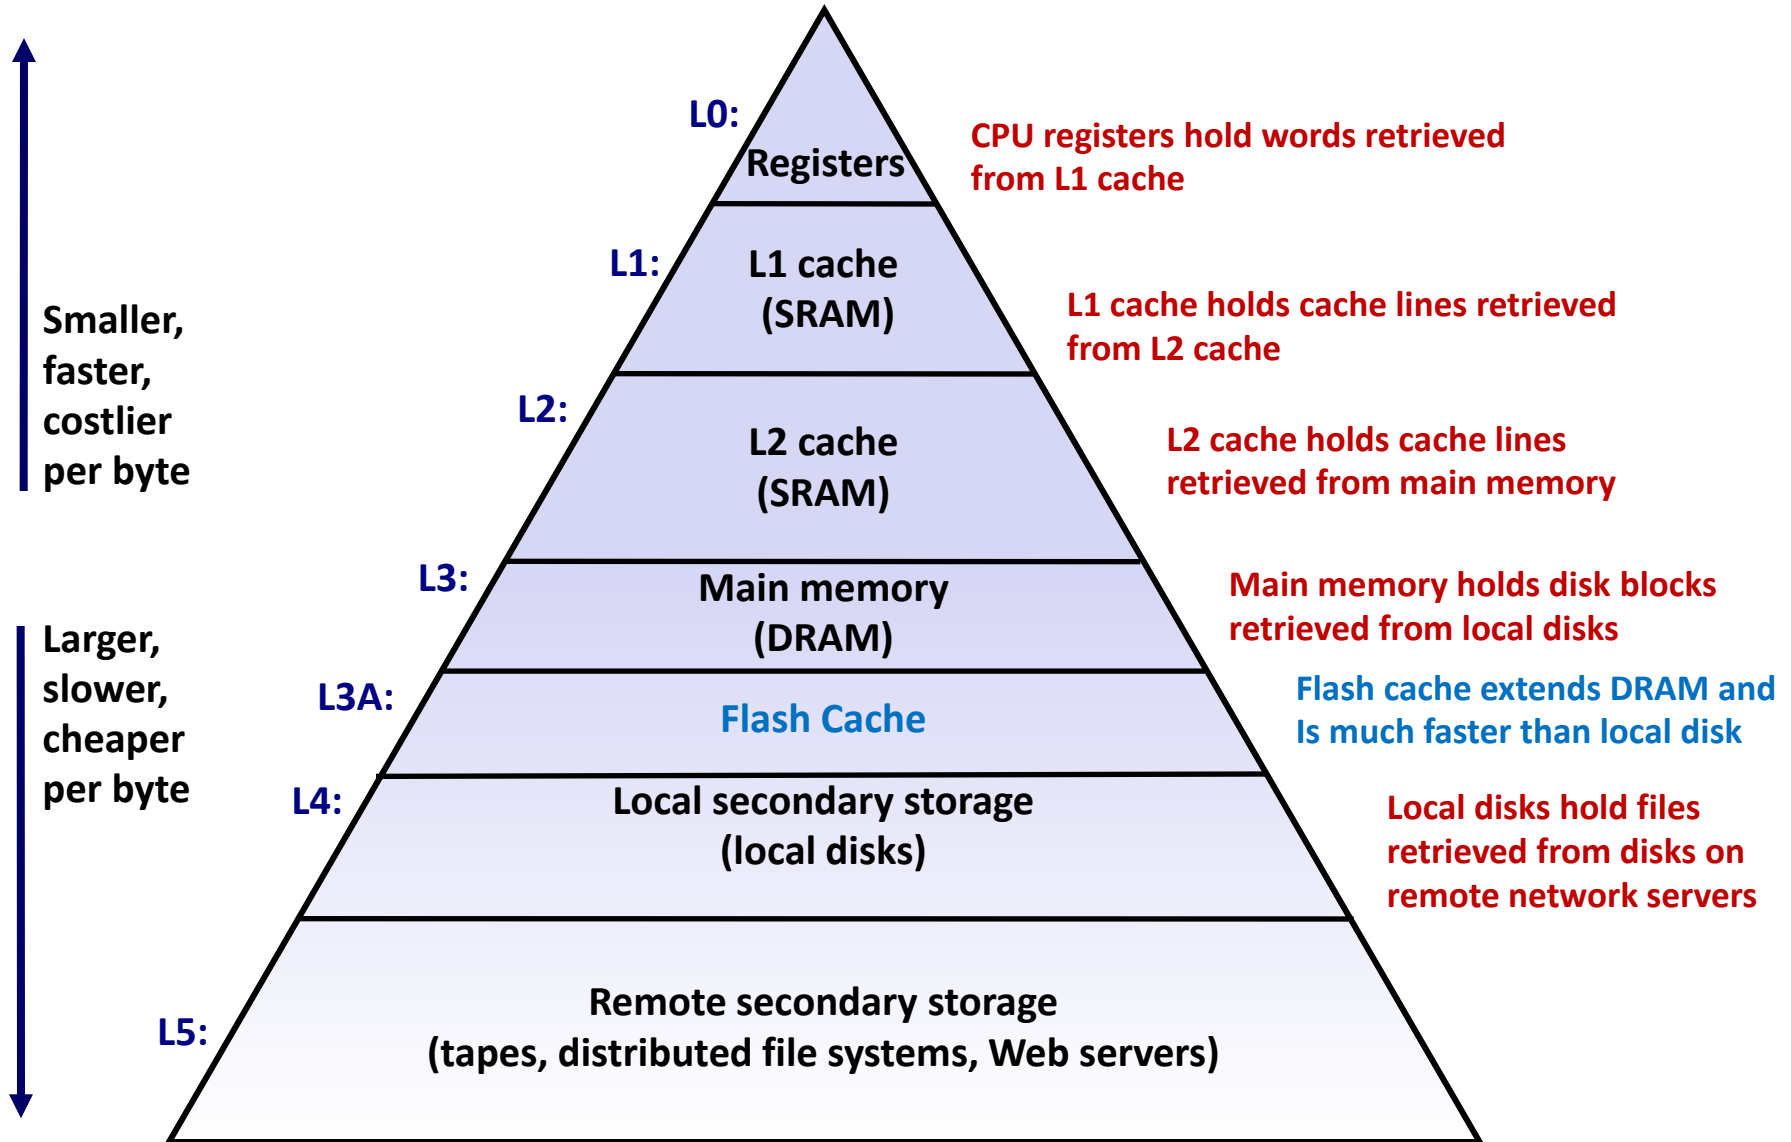 L0:
Registers
CPU registers hold words retrieved
from L1 cache
L1:
L1 cache
(SRAM)
L1 cache holds cache lines retrieved
from L2 cache
Smaller,
faster,
costlier
per byte
L2:
L2 cache
(SRAM)
L2 cache holds cache lines
retrieved from main memory
L3:
Main memory
(DRAM)
Main memory holds disk blocks
retrieved from local disks
Larger,
slower,
cheaper
per byte
L3A:
Flash Cache
Flash cache extends DRAM and
Is much faster than local disk
L4:
Local secondary storage
(local disks)
Local disks hold files
retrieved from disks on
remote network servers
L5:
Remote secondary storage
(tapes, distributed file systems, Web servers)